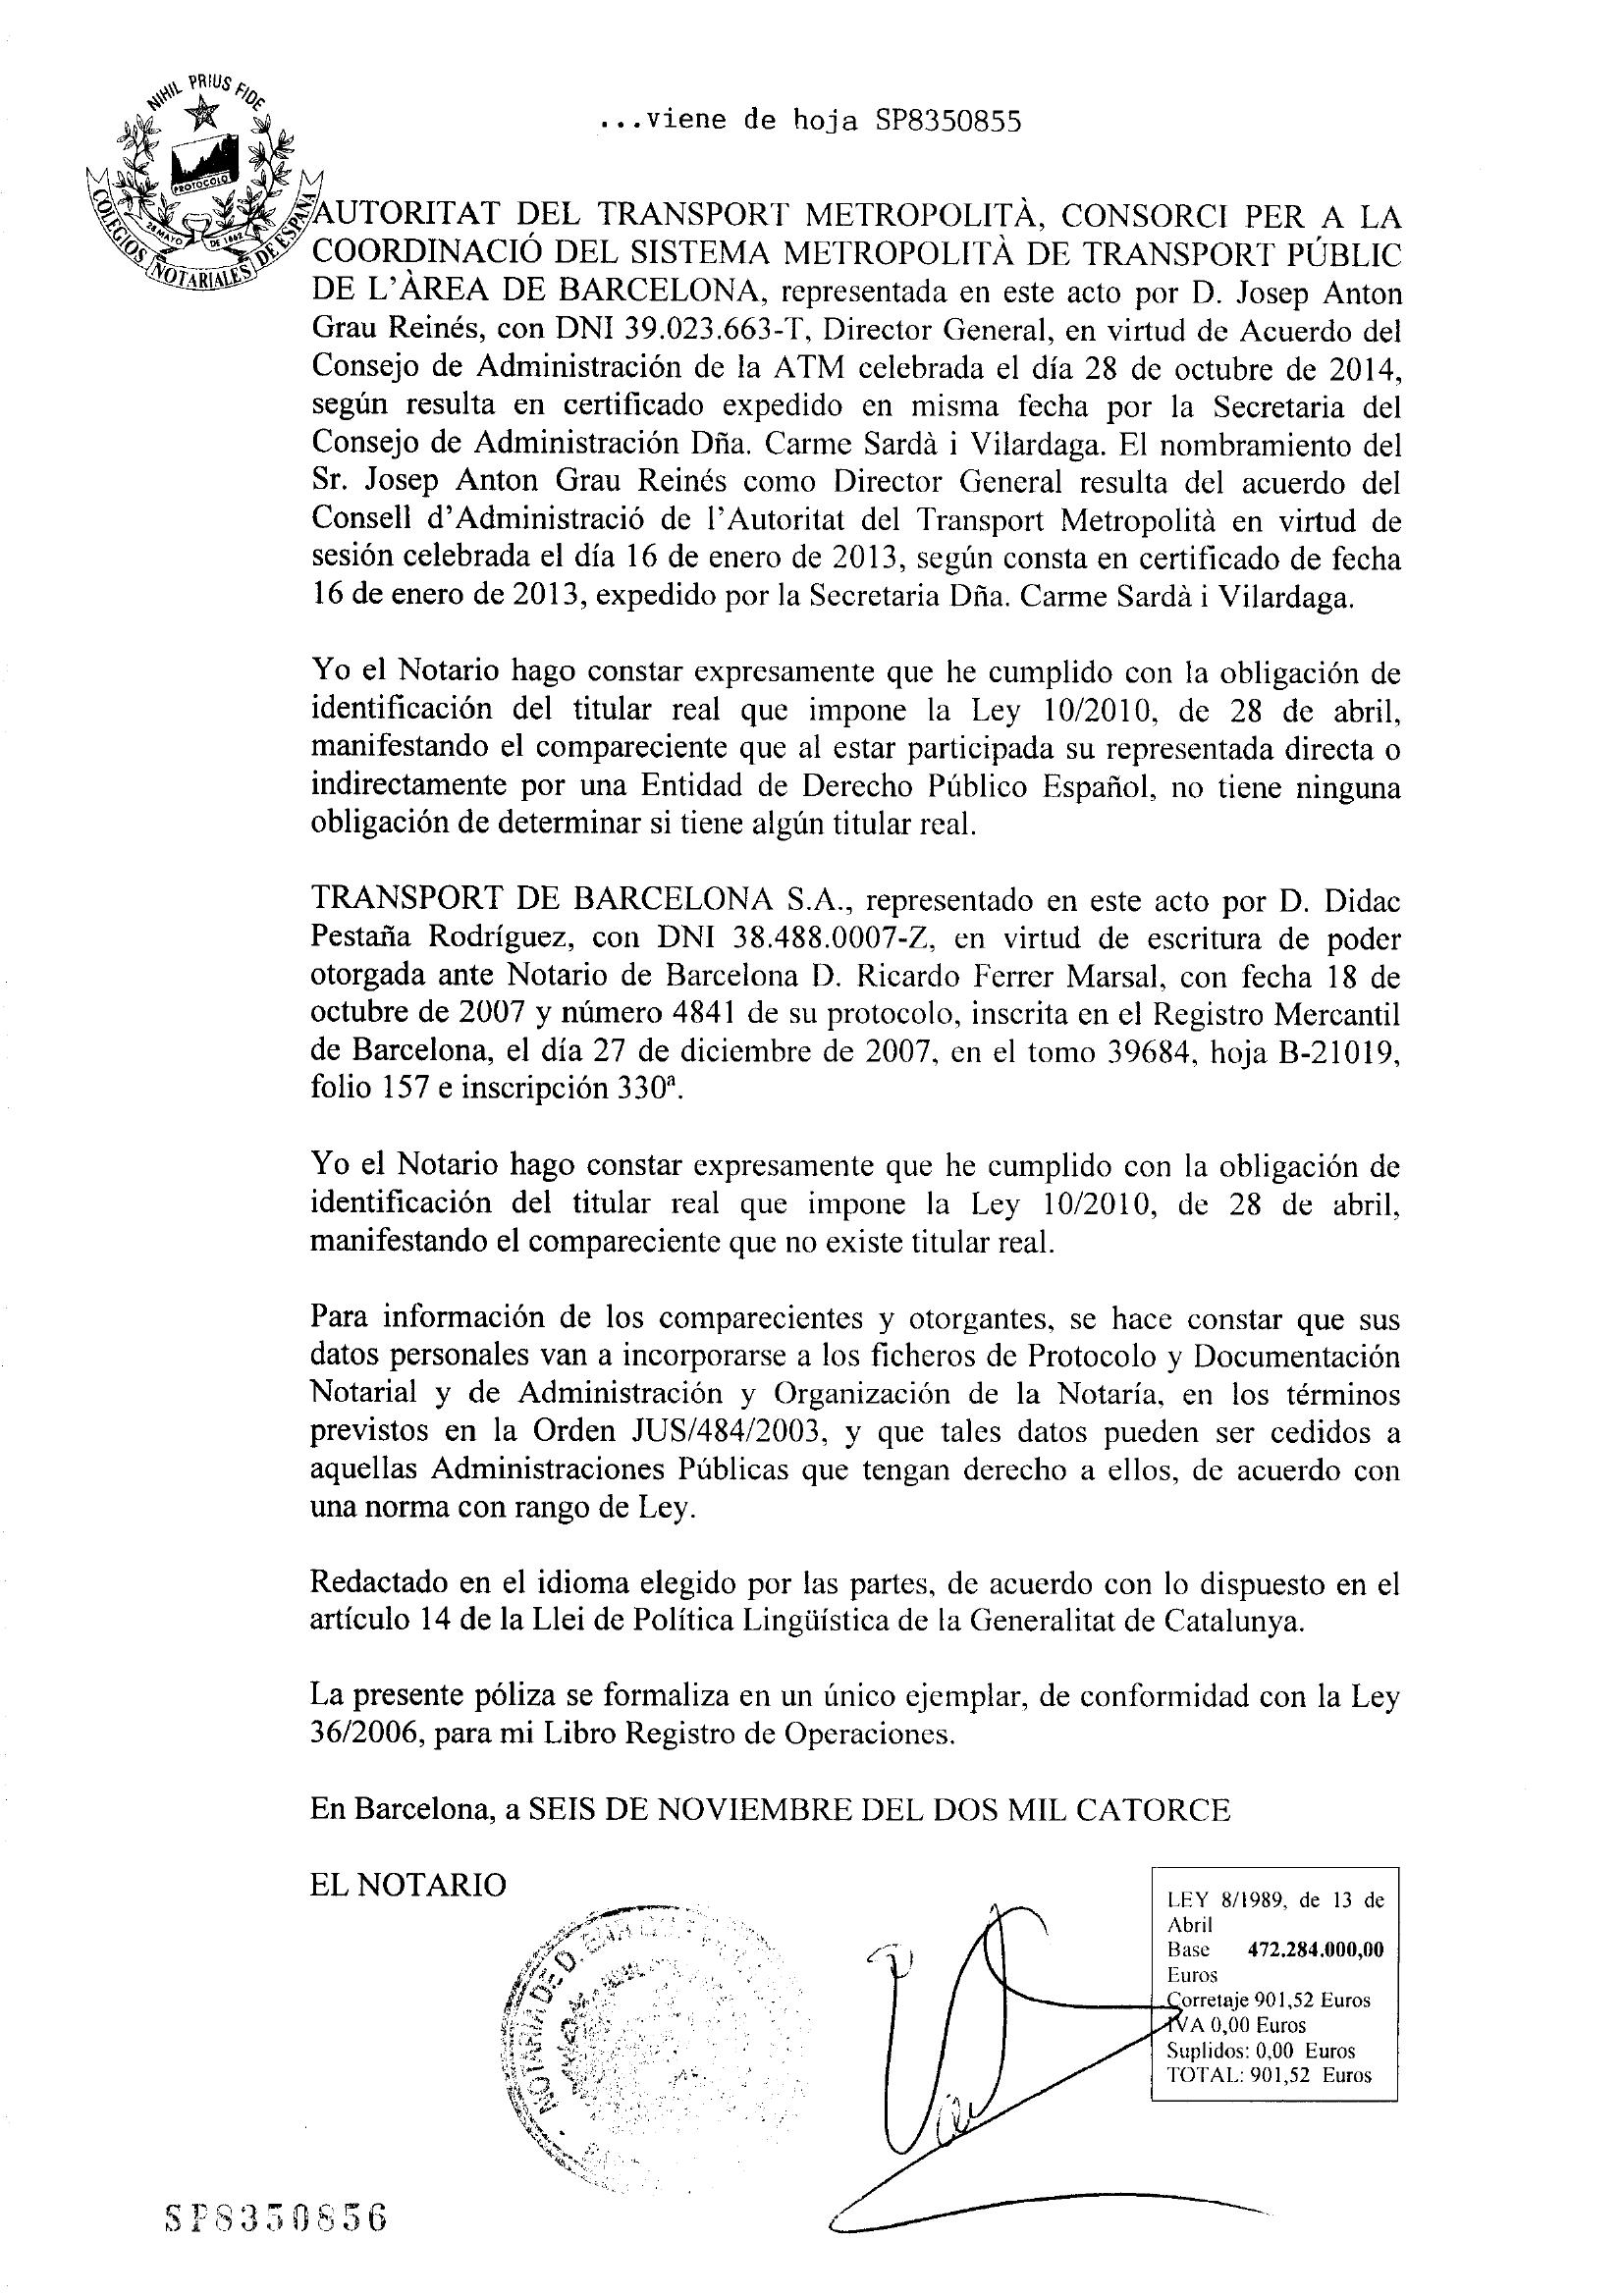 NIHIL PRIUS FIDE
PROTOCOLO
28 MAYO DE 1862
COLEGIOS NOTARIALES DE ESPAÑA
...viene de hoja SP8350855
AUTORITAT DEL TRANSPORT METROPOLITÀ, CONSORCI PER A LA
COORDINACIÓ DEL SISTEMA METROPOLITÀ DE TRANSPORT PÚBLIC
DE L'ÀREA DE BARCELONA, representada en este acto por D. Josep Anton
Grau Reinés, con DNI 39.023.663-T, Director General, en virtud de Acuerdo del
Consejo de Administración de la ATM celebrada el día 28 de octubre de 2014,
según resulta en certificado expedido en misma fecha por la Secretaria del
Consejo de Administración Dña. Carme Sardà i Vilardaga. El nombramiento del
Sr. Josep Anton Grau Reinés como Director General resulta del acuerdo del
Consell d'Administració de l'Autoritat del Transport Metropolità en virtud de
sesión celebrada el día 16 de enero de 2013, según consta en certificado de fecha
16 de enero de 2013, expedido por la Secretaria Dña. Carme Sardà i Vilardaga.
Yo el Notario hago constar expresamente que he cumplido con la obligación de
identificación del titular real que impone la Ley 10/2010, de 28 de abril,
manifestando el compareciente que al estar participada su representada directa o
indirectamente por una Entidad de Derecho Público Español, no tiene ninguna
obligación de determinar si tiene algún titular real.
TRANSPORT DE BARCELONA S.A., representado en este acto por D. Didac
Pestaña Rodríguez, con DNI 38.488.0007-Z, en virtud de escritura de poder
otorgada ante Notario de Barcelona D. Ricardo Ferrer Marsal, con fecha 18 de
octubre de 2007 y número 4841 de su protocolo, inscrita en el Registro Mercantil
de Barcelona, el día 27 de diciembre de 2007, en el tomo 39684, hoja B-21019,
folio 157 e inscripción 330ª.
Yo el Notario hago constar expresamente que he cumplido con la obligación de
identificación del titular real que impone la Ley 10/2010, de 28 de abril,
manifestando el compareciente que no existe titular real.
Para información de los comparecientes y otorgantes, se hace constar que sus
datos personales van a incorporarse a los ficheros de Protocolo y Documentación
Notarial y de Administración y Organización de la Notaría, en los términos
previstos en la Orden JUS/484/2003, y que tales datos pueden ser cedidos a
aquellas Administraciones Públicas que tengan derecho a ellos, de acuerdo con
una norma con rango de Ley.
Redactado en el idioma elegido por las partes, de acuerdo con lo dispuesto en el
artículo 14 de la Llei de Política Lingüística de la Generalitat de Catalunya.
La presente póliza se formaliza en un único ejemplar, de conformidad con la Ley
36/2006, para mi Libro Registro de Operaciones.
En Barcelona, a SEIS DE NOVIEMBRE DEL DOS MIL CATORCE
EL NOTARIO
NOTARIA DE D.
LEY 8/1989, de 13 de
Abril
Base 472.284.000,00
Euros
Corretaje 901,52 Euros
IVA 0,00 Euros
Suplidos: 0,00 Euros
TOTAL: 901,52 Euros
SP8350856